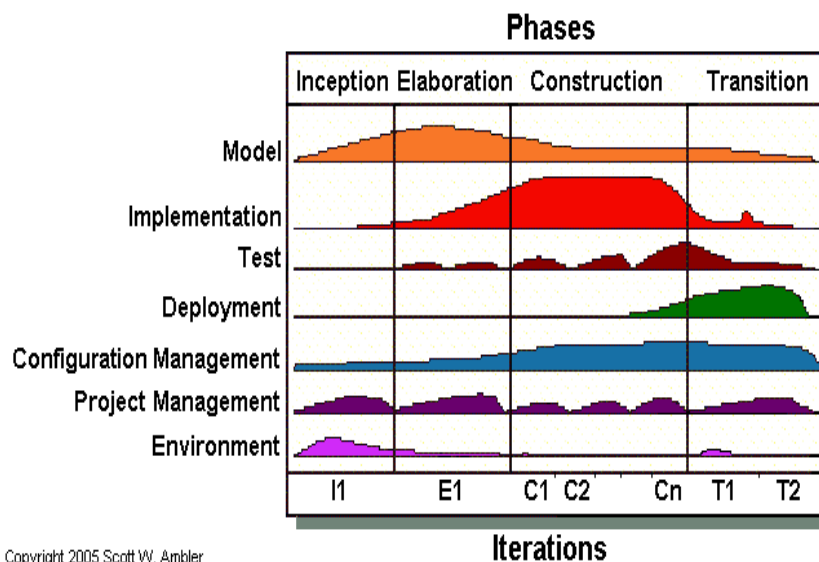 Phases
Inception Elaboration Construction Transition
Model
Implementation
Test
Deployment
Configuration Management
Project Management
Environment
I1 E1 C1 C2 Cn T1 T2
Iterations
Copyright 2005 Scott W. Ambler